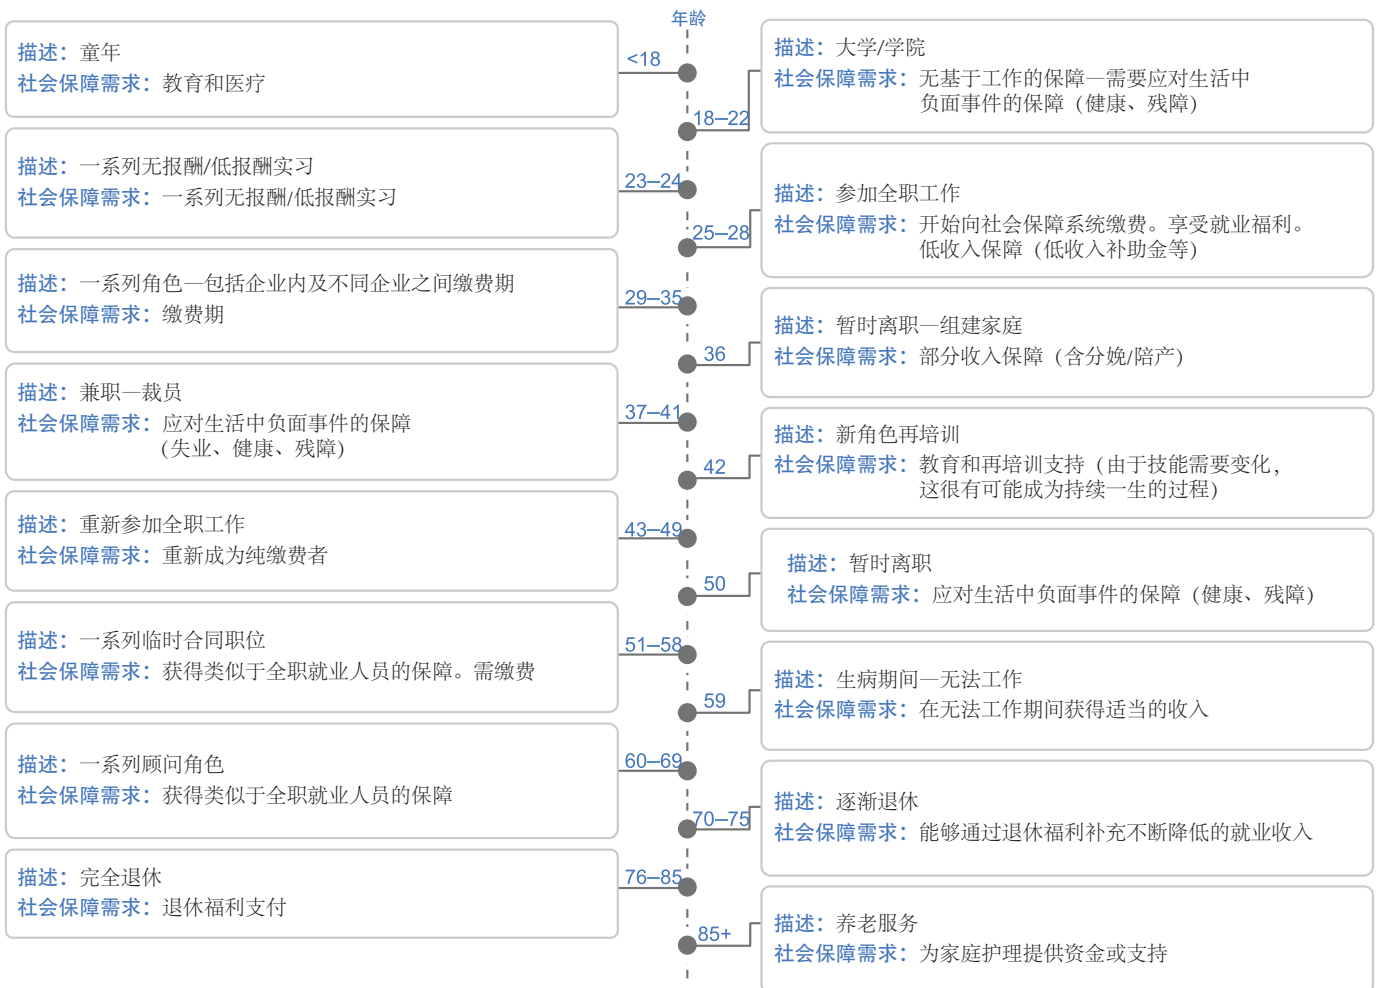 年龄
<18
描述：童年
社会保障需求：教育和医疗
18–22
描述：大学/学院
社会保障需求：无基于工作的保障—需要应对生活中
负面事件的保障（健康、残障）
23–24
描述：一系列无报酬/低报酬实习
社会保障需求：一系列无报酬/低报酬实习
25–28
描述：参加全职工作
社会保障需求：开始向社会保障系统缴费。享受就业福利。
低收入保障（低收入补助金等）
29–35
描述：一系列角色—包括企业内及不同企业之间缴费期
社会保障需求：缴费期
36
描述：暂时离职—组建家庭
社会保障需求：部分收入保障（含分娩/陪产）
37–41
描述：兼职—裁员
社会保障需求：应对生活中负面事件的保障
（失业、健康、残障）
42
描述：新角色再培训
社会保障需求：教育和再培训支持（由于技能需要变化，
这很有可能成为持续一生的过程）
43–49
描述：重新参加全职工作
社会保障需求：重新成为纯缴费者
50
描述：暂时离职
社会保障需求：应对生活中负面事件的保障（健康、残障）
51–58
描述：一系列临时合同职位
社会保障需求：获得类似于全职就业人员的保障。需缴费
59
描述：生病期间—无法工作
社会保障需求：在无法工作期间获得适当的收入
60–69
描述：一系列顾问角色
社会保障需求：获得类似于全职就业人员的保障
70–75
描述：逐渐退休
社会保障需求：能够通过退休福利补充不断降低的就业收入
76–85
描述：完全退休
社会保障需求：退休福利支付
85+
描述：养老服务
社会保障需求：为家庭护理提供资金或支持